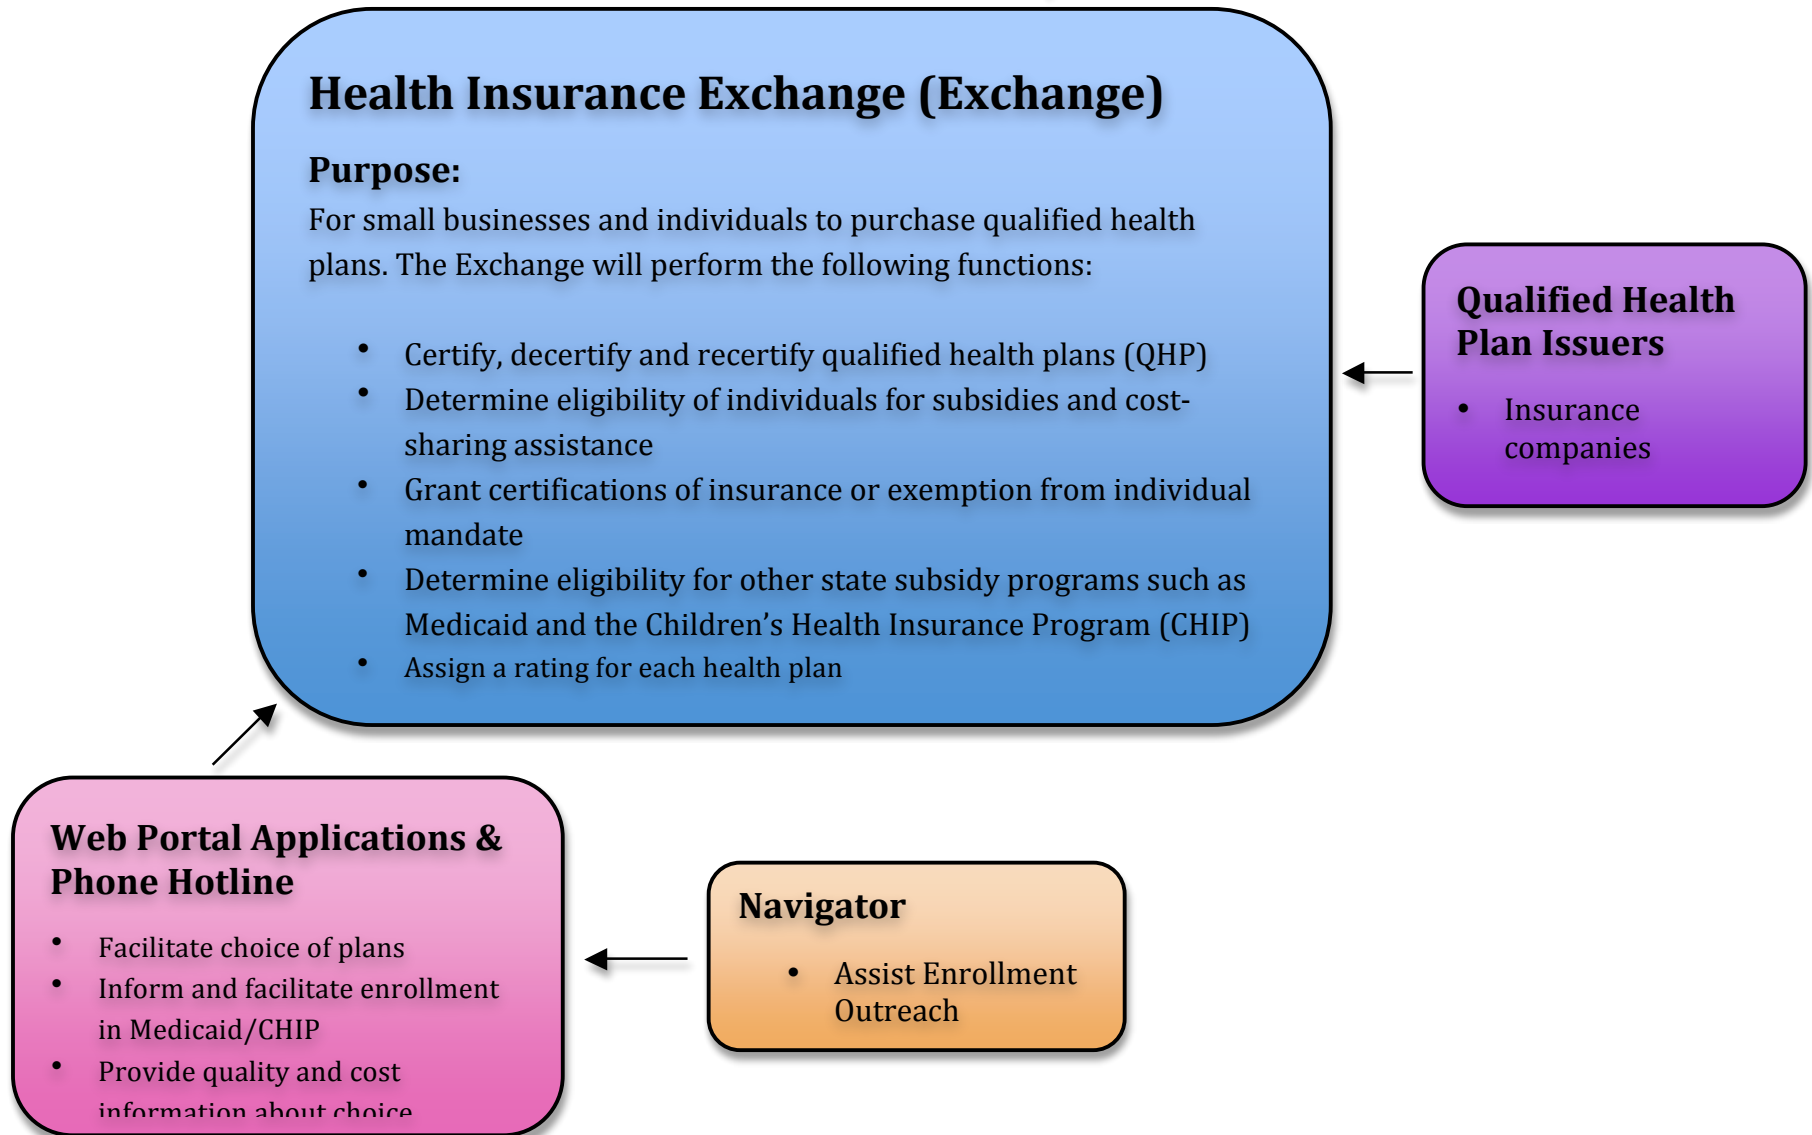 Health Insurance Exchange (Exchange)
Purpose:
For small businesses and individuals to purchase qualified health
plans. The Exchange will perform the following functions:
• Certify, decertify and recertify qualified health plans (QHP)
• Determine eligibility of individuals for subsidies and cost-
sharing assistance
• Grant certifications of insurance or exemption from individual
mandate
• Determine eligibility for other state subsidy programs such as
Medicaid and the Children’s Health Insurance Program (CHIP)
• Assign a rating for each health plan
Qualified Health
Plan Issuers
• Insurance
companies
Web Portal Applications &
Phone Hotline
• Facilitate choice of plans
• Inform and facilitate enrollment
in Medicaid/CHIP
• Provide quality and cost
information about choice
Navigator
• Assist Enrollment
Outreach